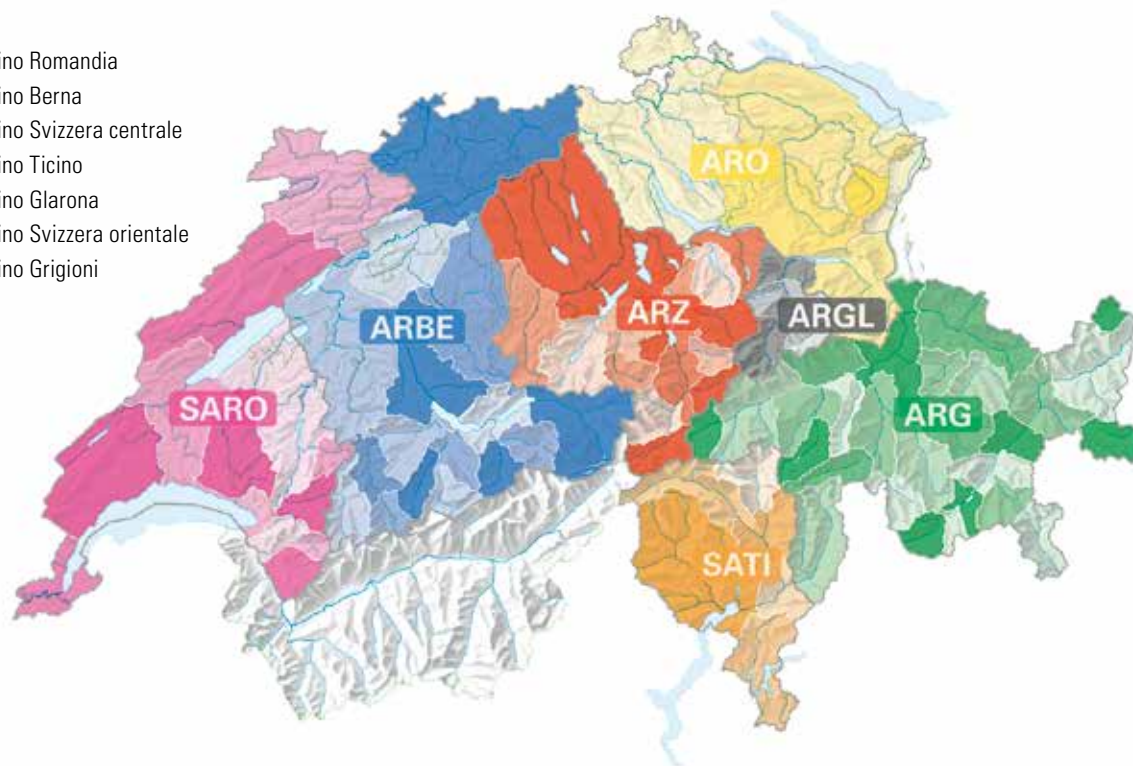 ino Romandia
ino Berna
ino Svizzera centrale
ino Ticino
ino Glarona
ino Svizzera orientale
ino Grigioni
ARO
ARBE
ARZ
ARGL
SARO
ARG
SATI